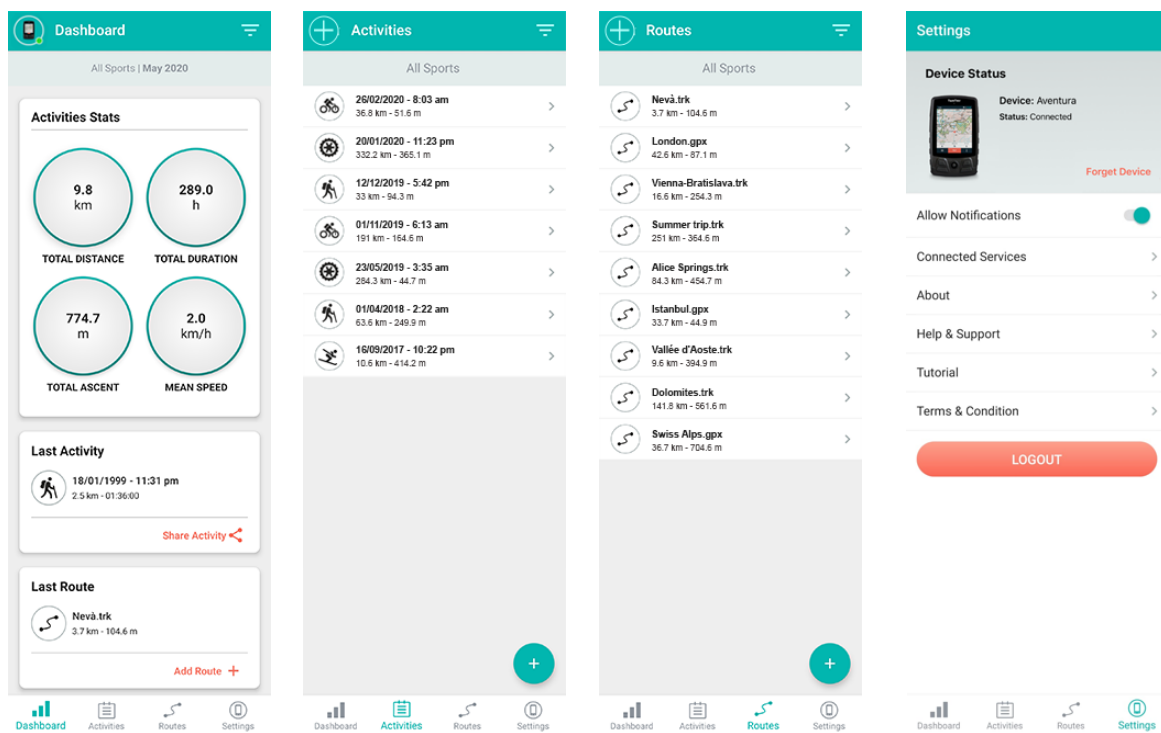 Dashboard
All Sports | May 2020
Activities Stats
9.8
km
289.0
h
TOTAL DISTANCE
TOTAL DURATION
774.7
m
2.0
km/h
TOTAL ASCENT
MEAN SPEED
Last Activity
18/01/1999 - 11:31 pm
2.5 km - 01:36:00
Share Activity
Last Route
Nevà.trk
3.7 km - 104.6 m
Add Route +
Dashboard
Activities
Routes
Settings
Activities
All Sports
26/02/2020 - 8:03 am
36.8 km - 51.6 m
20/01/2020 - 11:23 pm
332.2 km - 365.1 m
12/12/2019 - 5:42 pm
33 km - 94.3 m
01/11/2019 - 6:13 am
191 km - 164.6 m
23/05/2019 - 3:35 am
284.3 km - 44.7 m
01/04/2018 - 2:22 am
63.6 km - 249.9 m
16/09/2017 - 10:22 pm
10.6 km - 414.2 m
Dashboard
Activities
Routes
Settings
Routes
All Sports
Nevà.trk
3.7 km - 104.6 m
London.gpx
42.6 km - 87.1 m
Vienna-Bratislava.trk
16.6 km - 254.3 m
Summer trip.trk
251 km - 364.6 m
Alice Springs.trk
84.3 km - 454.7 m
Istanbul.gpx
33.7 km - 44.9 m
Vallée d'Aoste.trk
9.6 km - 394.9 m
Dolomites.trk
141.8 km - 561.6 m
Swiss Alps.gpx
36.7 km - 704.6 m
Dashboard
Activities
Routes
Settings
Settings
Device Status
Device: Aventura
Status: Connected
Forget Device
Allow Notifications
Connected Services
About
Help & Support
Tutorial
Terms & Condition
LOGOUT
Dashboard
Activities
Routes
Settings